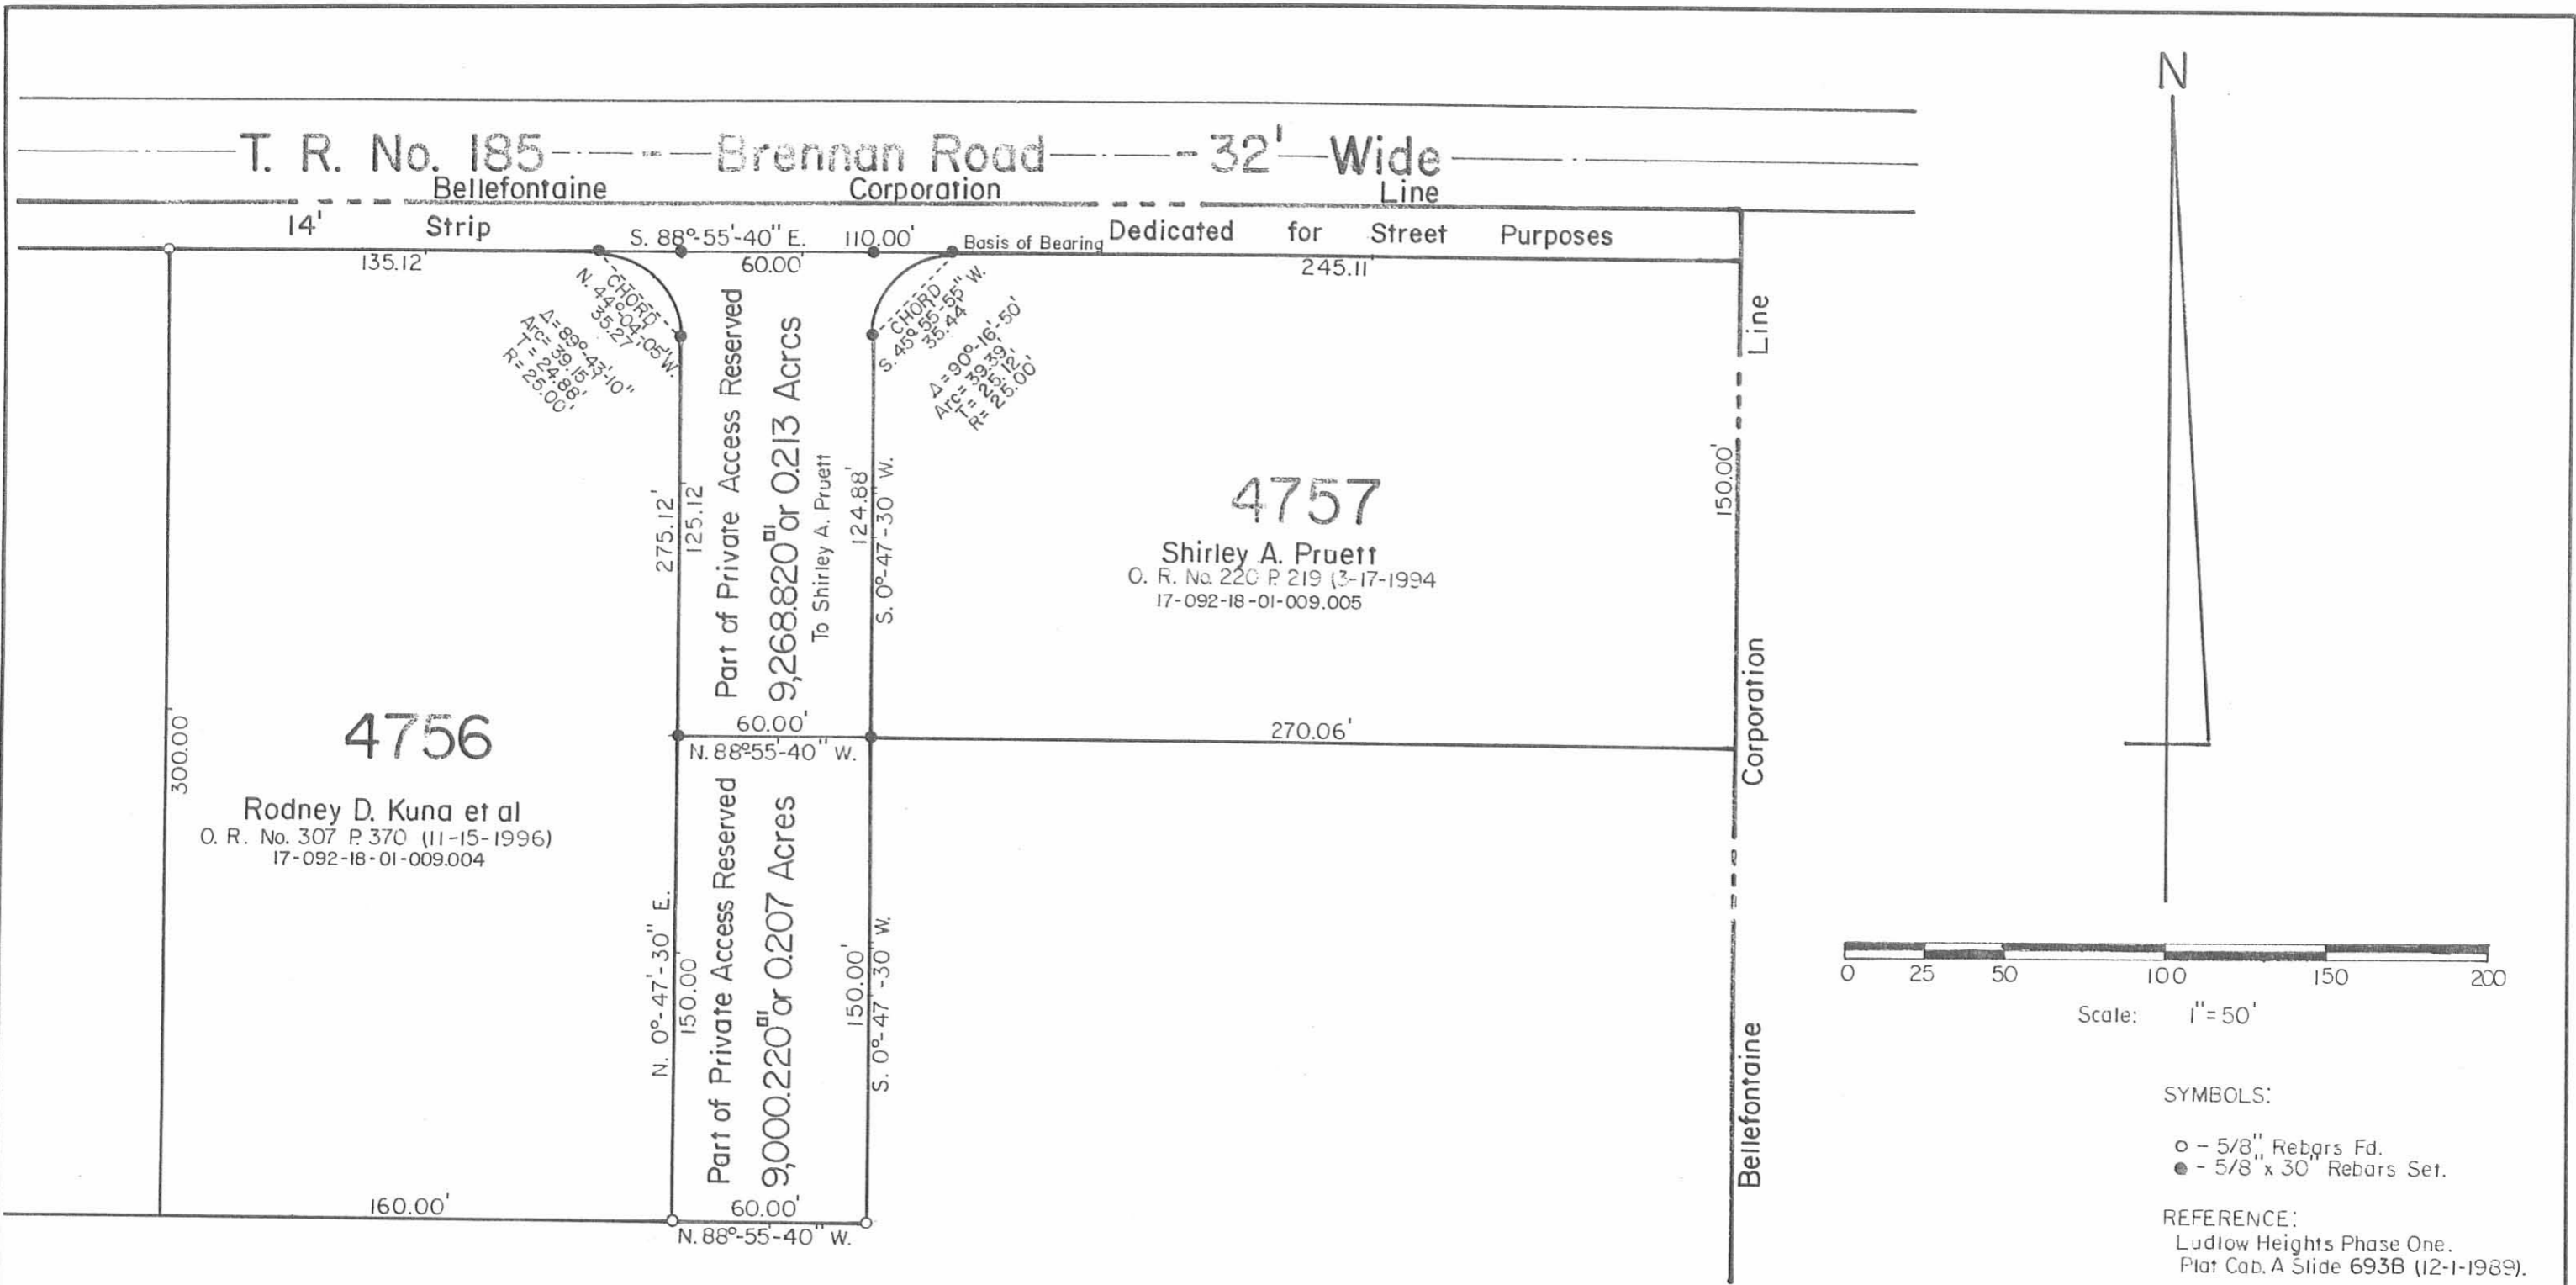 N
T. R. No. 185 Brennan Road 32' Wide
Bellefontaine Corporation Line
14' Strip S. 88°-55'-40" E. 110.00' Basis of Bearing Dedicated for Street Purposes
135.12' 60.00' 245.11'
CHORD
N. 44°-04'-05" W.
35.27'
Δ= 89°-43'-10"
Arc= 39.15'
T= 24.88'
R= 25.00'
CHORD
S. 45°-55'-55" W.
35.44'
Δ= 90°-16'-50'
Arc= 39.39'
T= 25.12'
R= 25.00'
Part of Private Access Reserved
9,268.820 or 0.213 Acrcs
To Shirley A. Pruett
275.12'
125.12'
124.88'
S. 0°-47'-30" W.
4757
Shirley A. Pruett
O. R. No. 220 P. 219 (3-17-1994
17-092-18-01-009.005
150.00'
Line
Corporation
Bellefontaine
300.00'
4756
Rodney D. Kuna et al
O. R. No. 307 P. 370 (11-15-1996)
17-092-18-01-009.004
60.00'
N. 88°-55'-40" W.
270.06'
Part of Private Access Reserved
9,000.220 or 0.207 Acres
N. 0°-47'-30" E.
150.00
150.00'
S. 0°-47'-30" W.
160.00'
60.00'
N. 88°-55'-40" W.
0 25 50 100 150 200
Scale: 1"=50'
SYMBOLS:
o - 5/8" Rebars Fd.
● - 5/8" x 30" Rebars Set.
REFERENCE:
Ludlow Heights Phase One.
Plat Cab. A Slide 693B (12-1-1989).